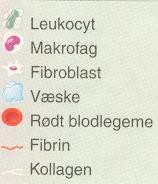 Leukocyt
Makrofag
Fibroblast
Væske
Rødt blodlegeme
Fibrin
Kollagen